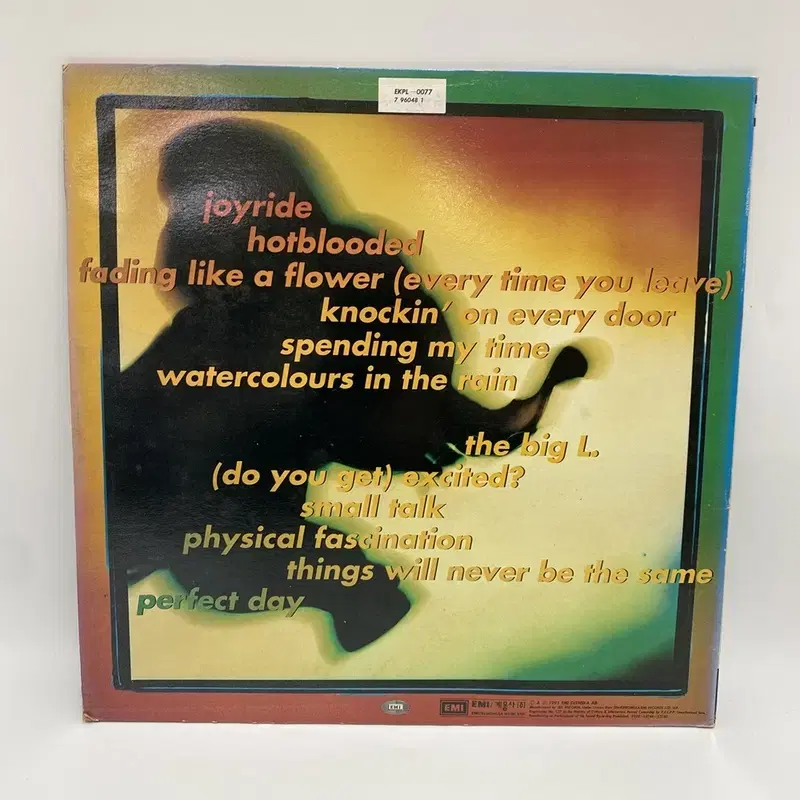 EKPL-0077
7 96048 1
joyride
hotblooded
fading like a flower (every time you leave)
knockin' on every door
spending my time
watercolours in the rain
the big L.
(do you get) excited?
small talk
physical fascination
things will never be the same
perfect day
EMI
EMI
EMI